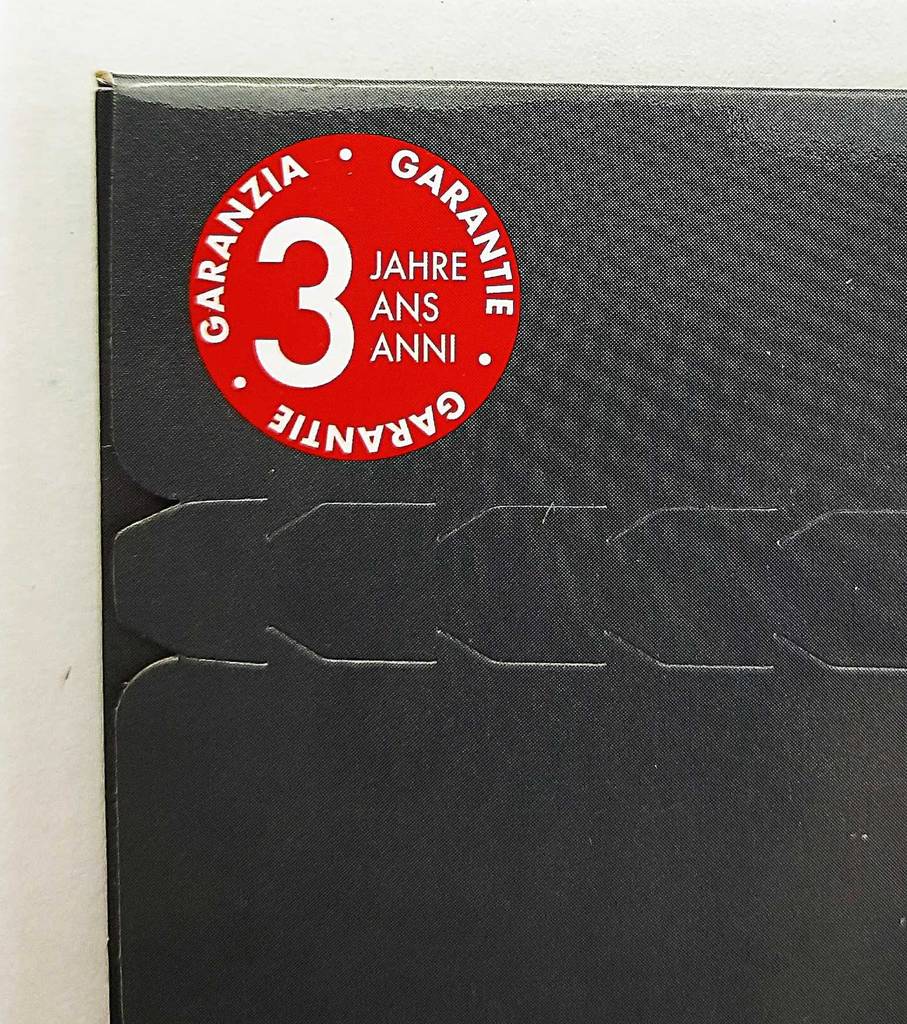 GARANZIA • GARANTIE • GARANTIE •
3
JAHRE
ANS
ANNI